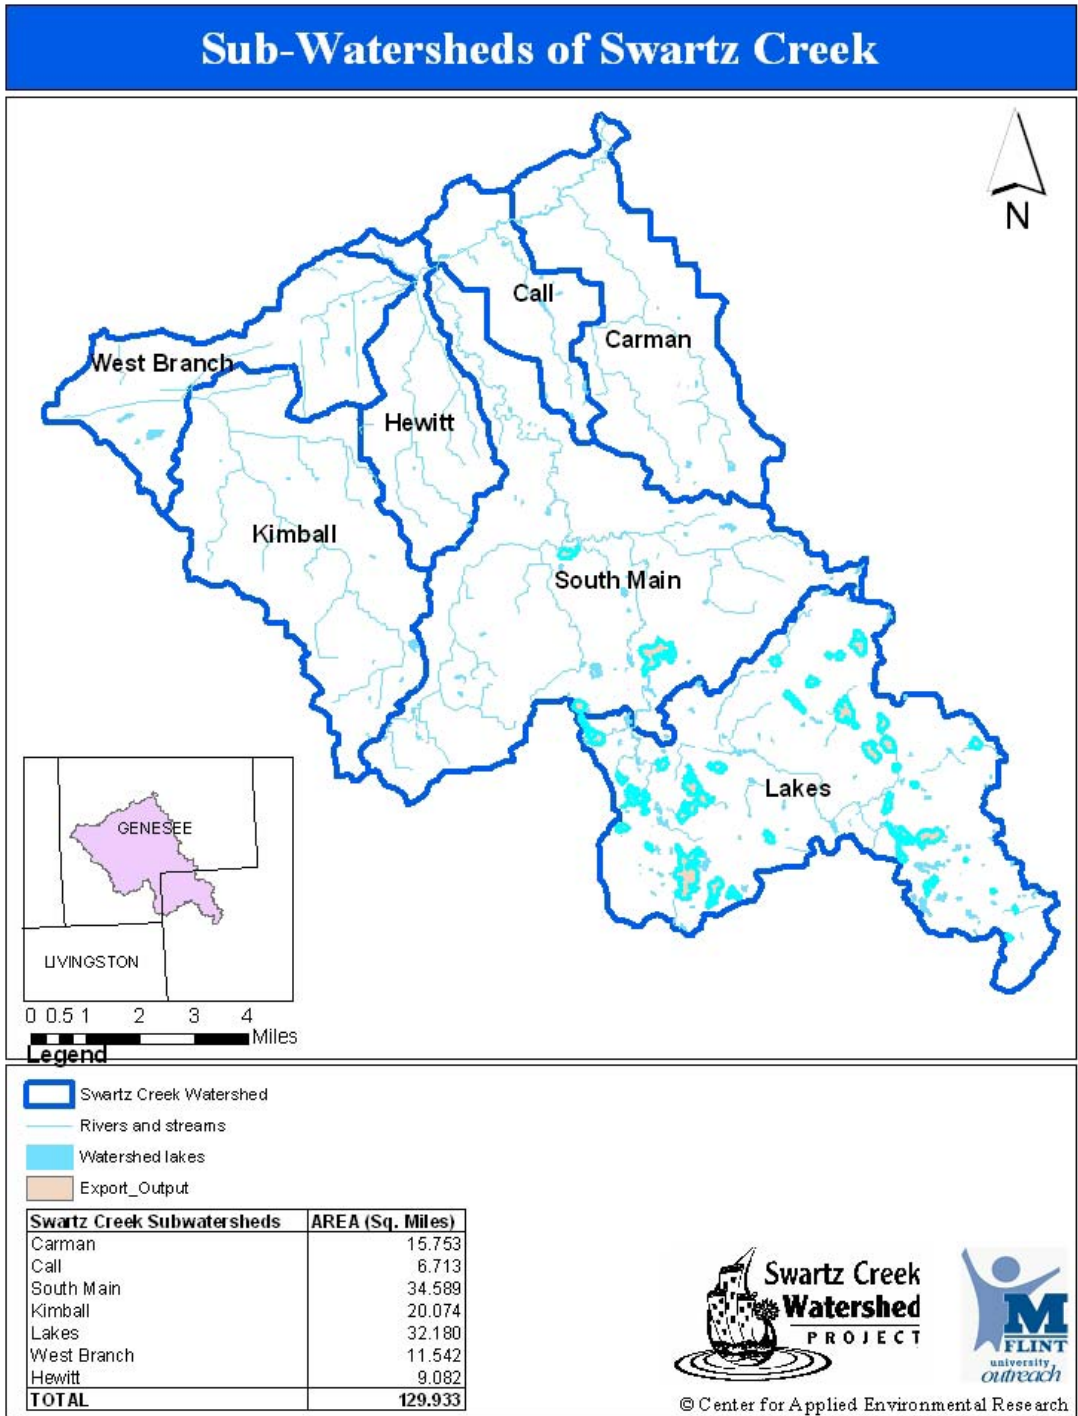 Sub-Watersheds of Swartz Creek
N
Call
Carman
West Branch
Hewitt
Kimball
South Main
Lakes
GENESEE
LIVINGSTON
0 0.5 1 2 3 4
Miles
Legend
Swartz Creek Watershed
Rivers and streams
Watershed lakes
Export_Output
Swartz Creek Subwatersheds AREA (Sq. Miles)
Carman 15.753
Call 6.713
South Main 34.589
Kimball 20.074
Lakes 32.180
West Branch 11.542
Hewitt 9.082
TOTAL 129.933
Swartz Creek
Watershed
PROJECT
M
FLINT
university
outreach
© Center for Applied Environmental Research